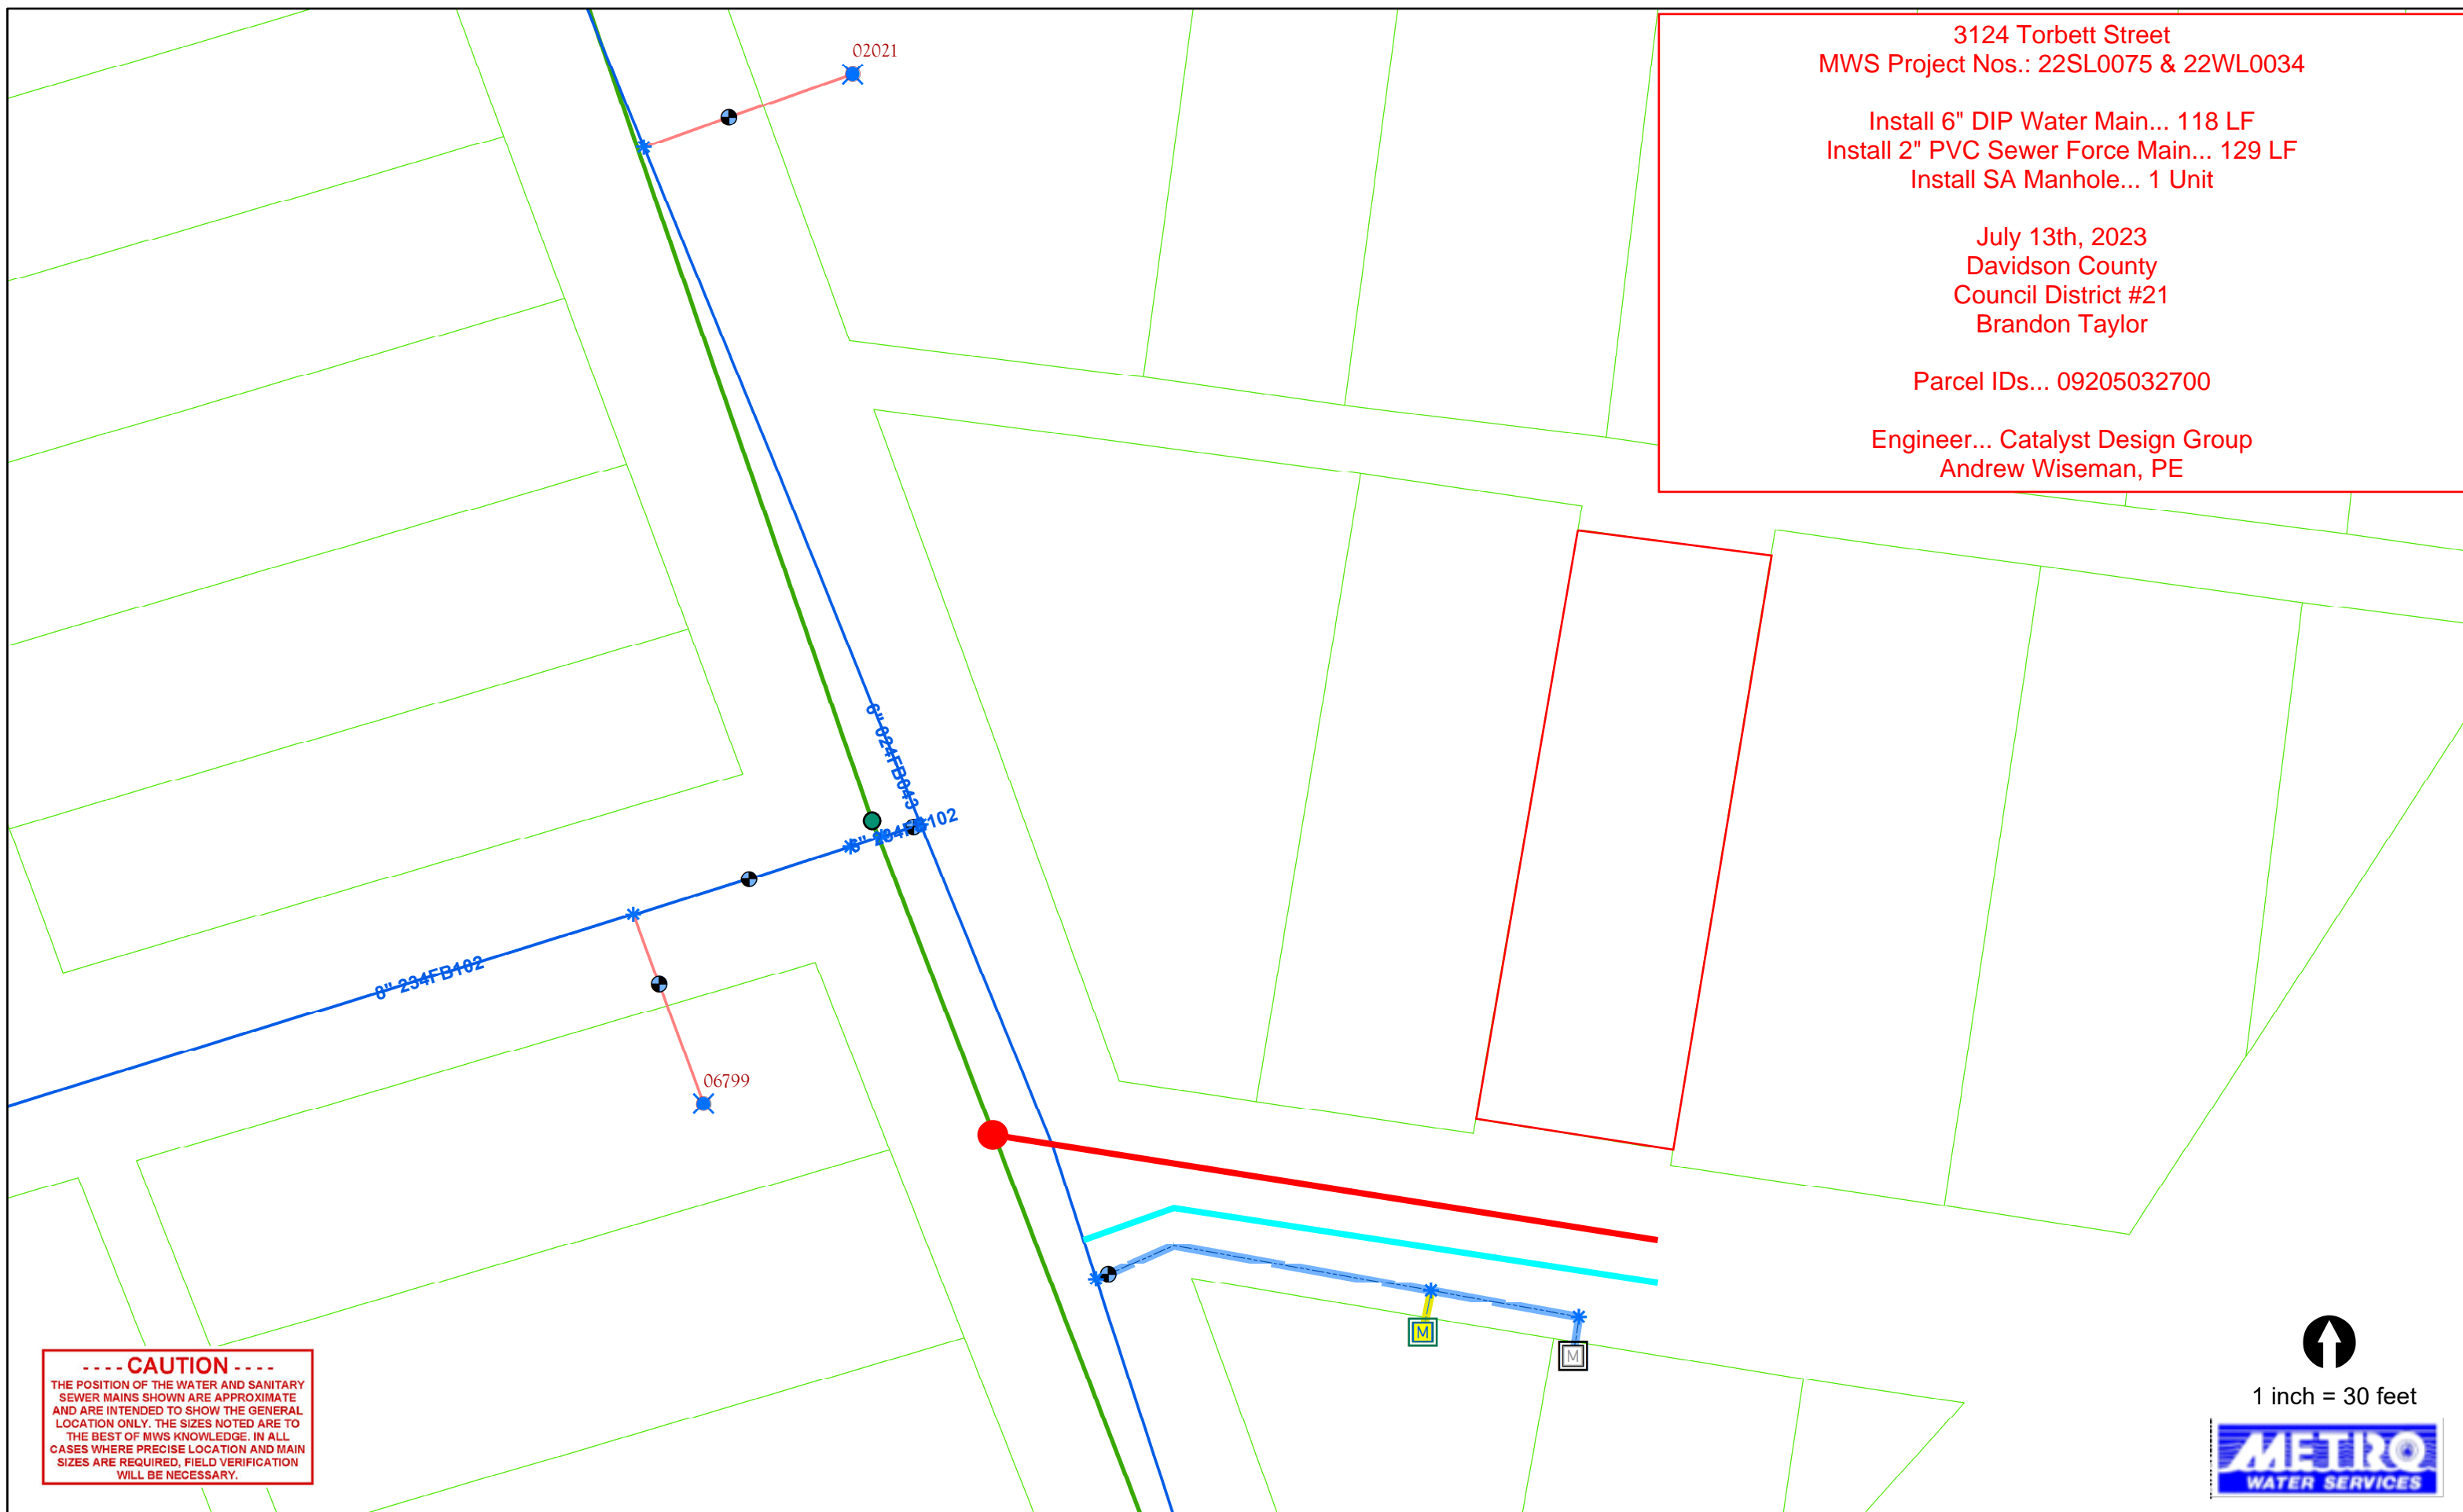 02021
3124 Torbett Street
MWS Project Nos.: 22SL0075 & 22WL0034
Install 6" DIP Water Main... 118 LF
Install 2" PVC Sewer Force Main... 129 LF
Install SA Manhole... 1 Unit
July 13th, 2023
Davidson County
Council District #21
Brandon Taylor
Parcel IDs... 09205032700
Engineer... Catalyst Design Group
Andrew Wiseman, PE
6" 024FB043
234FB102
8" 234FB102
06799
M
M
- - - - CAUTION - - - -
THE POSITION OF THE WATER AND SANITARY
SEWER MAINS SHOWN ARE APPROXIMATE
AND ARE INTENDED TO SHOW THE GENERAL
LOCATION ONLY. THE SIZES NOTED ARE TO
THE BEST OF MWS KNOWLEDGE. IN ALL
CASES WHERE PRECISE LOCATION AND MAIN
SIZES ARE REQUIRED, FIELD VERIFICATION
WILL BE NECESSARY.
1 inch = 30 feet
METRO
WATER SERVICES